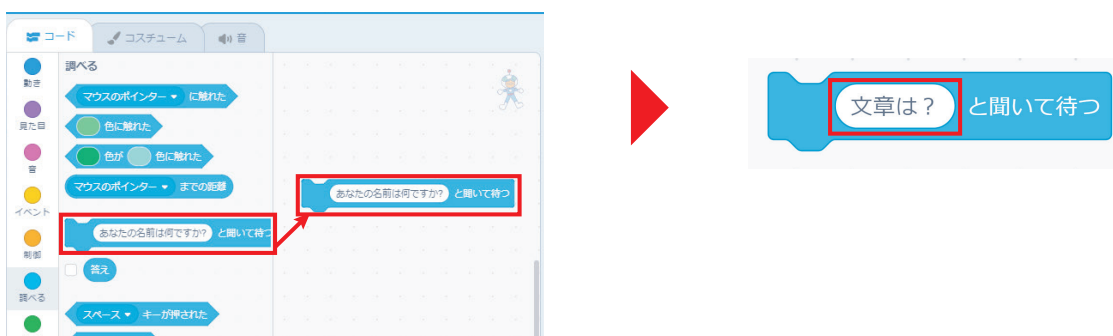 コード
コスチューム
音
動き
見た目
音
イベント
制御
調べる
調べる
マウスのポインター に触れた
色に触れた
色が 色に触れた
マウスのポインター までの距離
あなたの名前は何ですか? と聞いて待つ
答え
スペース キーが押された
あなたの名前は何ですか? と聞いて待つ
文章は？ と聞いて待つ